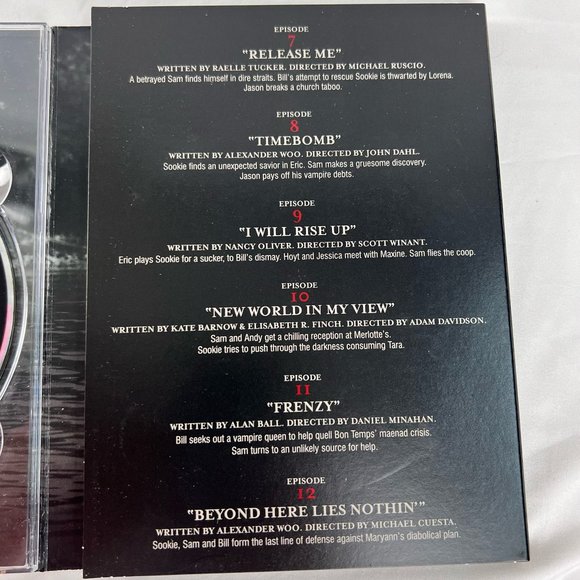 EPISODE
7
"RELEASE ME"
WRITTEN BY RAELLE TUCKER. DIRECTED BY MICHAEL RUSCIO.
A betrayed Sam finds himself in dire straits. Bill's attempt to rescue Sookie is thwarted by Lorena.
Jason breaks a church taboo.
EPISODE
8
"TIMEBOMB"
WRITTEN BY ALEXANDER WOO. DIRECTED BY JOHN DAHL.
Sookie finds an unexpected savior in Eric. Sam makes a gruesome discovery.
Jason pays off his vampire debts.
EPISODE
9
"I WILL RISE UP"
WRITTEN BY NANCY OLIVER. DIRECTED BY SCOTT WINANT.
Eric plays Sookie for a sucker, to Bill's dismay. Hoyt and Jessica meet with Maxine. Sam flies the coop.
EPISODE
10
"NEW WORLD IN MY VIEW"
WRITTEN BY KATE BARNOW & ELISABETH R. FINCH. DIRECTED BY ADAM DAVIDSON.
Sam and Andy get a chilling reception at Merlotte's.
Sookie tries to push through the darkness consuming Tara.
EPISODE
11
"FRENZY"
WRITTEN BY ALAN BALL. DIRECTED BY DANIEL MINAHAN.
Bill seeks out a vampire queen to help quell Bon Temps' maenad crisis.
Sam turns to an unlikely source for help.
EPISODE
12
"BEYOND HERE LIES NOTHIN'"
WRITTEN BY ALEXANDER WOO. DIRECTED BY MICHAEL CUESTA.
Sookie, Sam and Bill form the last line of defense against Maryann's diabolical plan.